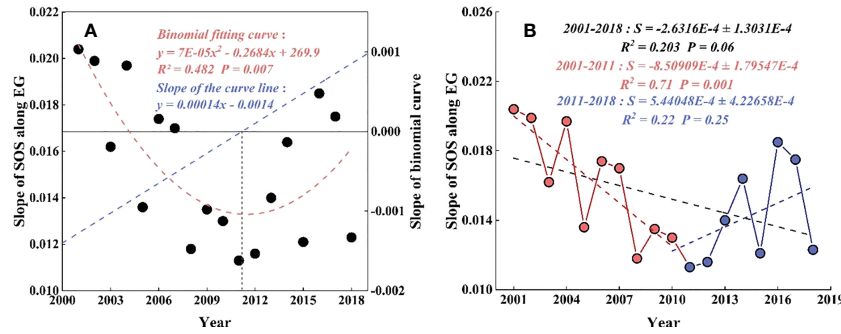 A
Binomial fitting curve :
y = 7E-05x² - 0.2684x + 269.9
R² = 0.482 P = 0.007
Slope of the curve line :
y = 0.00014x - 0.0014
0.022
0.020
0.018
0.016
0.014
0.012
0.010
Slope of SOS along EG
0.001
0.000
-0.001
-0.002
Slope of binomial curve
2000 2003 2006 2009 2012 2015 2018
Year
B
2001-2018 : S = -2.6316E-4 ± 1.3031E-4
R² = 0.203 P = 0.06
2001-2011 : S = -8.50909E-4 ± 1.79547E-4
R² = 0.71 P = 0.001
2011-2018 : S = 5.44048E-4 ± 4.22658E-4
R² = 0.22 P = 0.25
0.026
0.022
0.018
0.014
0.010
Slope of SOS along EG
2001 2004 2007 2010 2013 2016 2019
Year